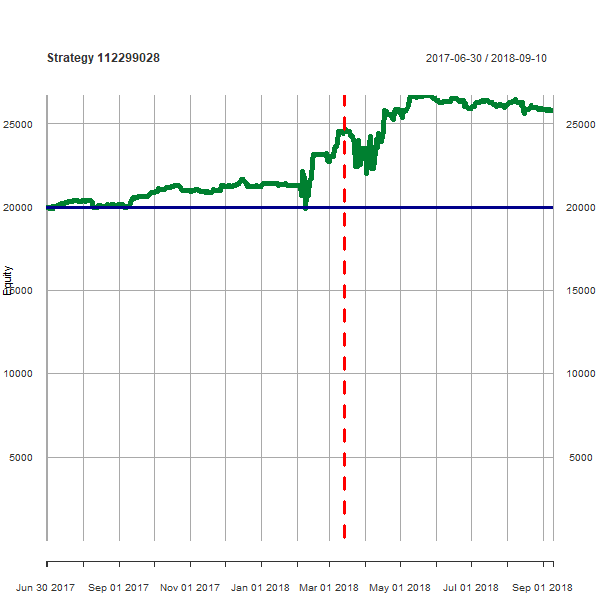 Strategy 112299028
2017-06-30 / 2018-09-10
25000
25000
20000
20000
Equity
15000
15000
10000
10000
5000
5000
Jun 30 2017
Sep 01 2017
Nov 01 2017
Jan 01 2018
Mar 01 2018
May 01 2018
Jul 01 2018
Sep 01 2018